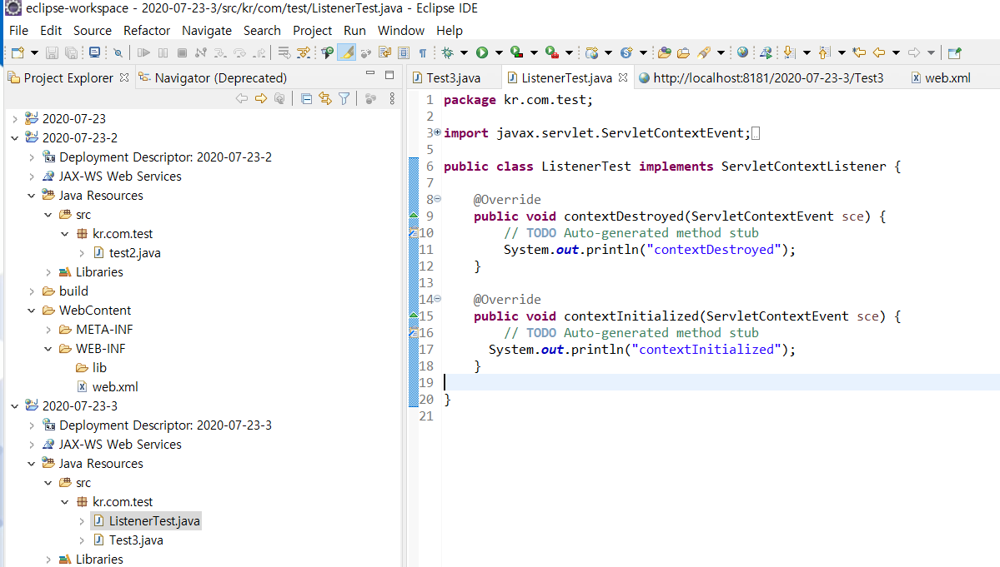 eclipse-workspace - 2020-07-23-3/src/kr/com/test/ListenerTest.java - Eclipse IDE
File Edit Source Refactor Navigate Search Project Run Window Help
Project Explorer Navigator (Deprecated)
2020-07-23
2020-07-23-2
Deployment Descriptor: 2020-07-23-2
JAX-WS Web Services
Java Resources
src
kr.com.test
test2.java
Libraries
build
WebContent
META-INF
WEB-INF
lib
web.xml
2020-07-23-3
Deployment Descriptor: 2020-07-23-3
JAX-WS Web Services
Java Resources
src
kr.com.test
ListenerTest.java
Test3.java
Libraries
Test3.java ListenerTest.java http://localhost:8181/2020-07-23-3/Test3 web.xml
1 package kr.com.test;
2
3 import javax.servlet.ServletContextEvent;
5
6 public class ListenerTest implements ServletContextListener {
7
8 @Override
9 public void contextDestroyed(ServletContextEvent sce) {
10 // TODO Auto-generated method stub
11 System.out.println("contextDestroyed");
12 }
13
14 @Override
15 public void contextInitialized(ServletContextEvent sce) {
16 // TODO Auto-generated method stub
17 System.out.println("contextInitialized");
18 }
19
20 }
21